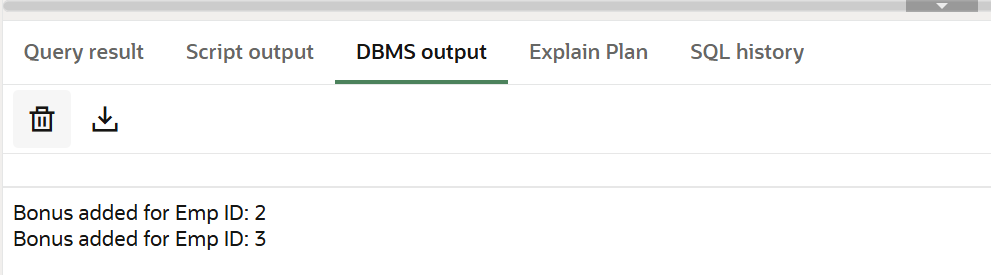 Query result Script output DBMS output Explain Plan SQL history
Bonus added for Emp ID: 2
Bonus added for Emp ID: 3